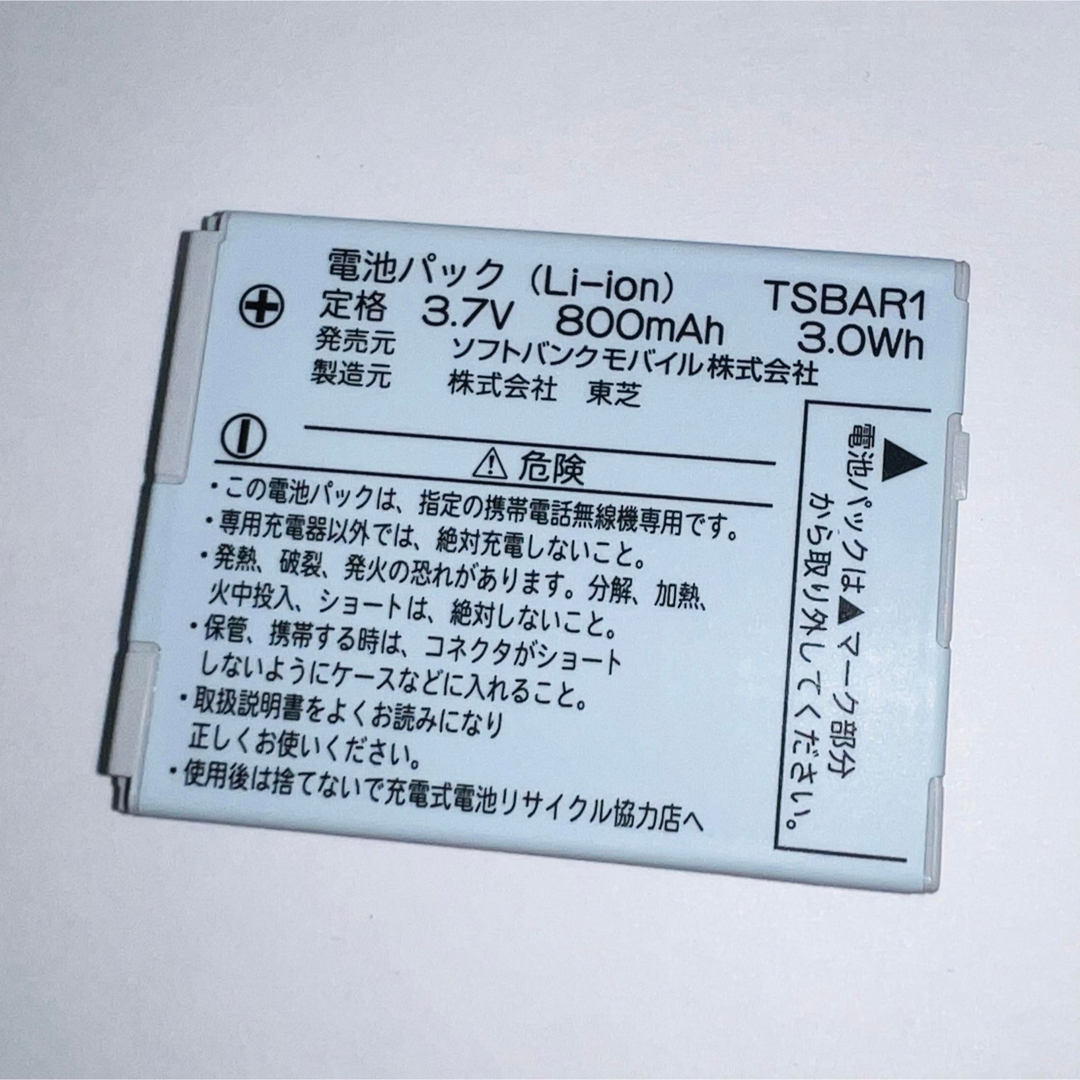 電池パック(Li-ion) TSBAR1
定格 3.7V 800mAh 3.0Wh
発売元 ソフトバンクモバイル株式会社
製造元 株式会社 東芝
⚠危険
・この電池パックは、指定の携帯電話無線機専用です。
・専用充電器以外では、絶対充電しないこと。
・発熱、破裂、発火の恐れがあります。分解、加熱、
火中投入、ショートは、絶対しないこと。
・保管、携帯する時は、コネクタがショート
しないようにケースなどに入れること。
・取扱説明書をよくお読みになり
正しくお使いください。
・使用後は捨てないで充電式電池リサイクル協力店へ
電池パックは▲マーク部分
から取り外してください。